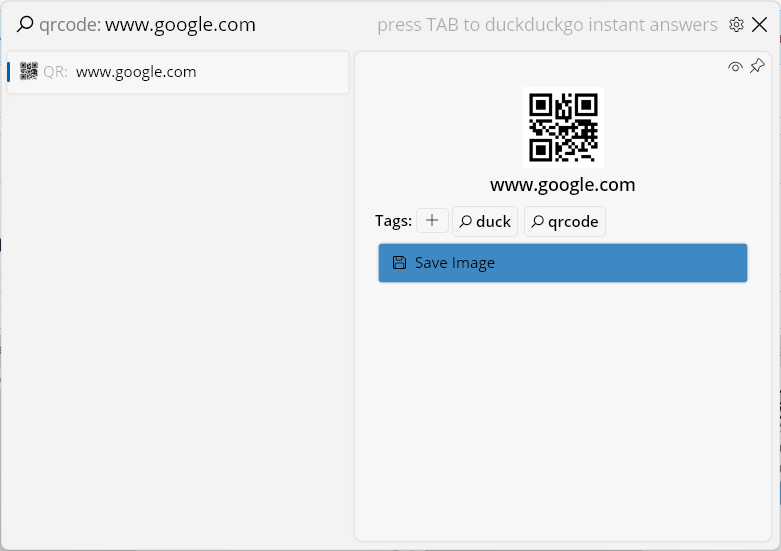 qrcode: www.google.com press TAB to duckduckgo instant answers
QR: www.google.com
www.google.com
Tags: + duck qrcode
Save Image